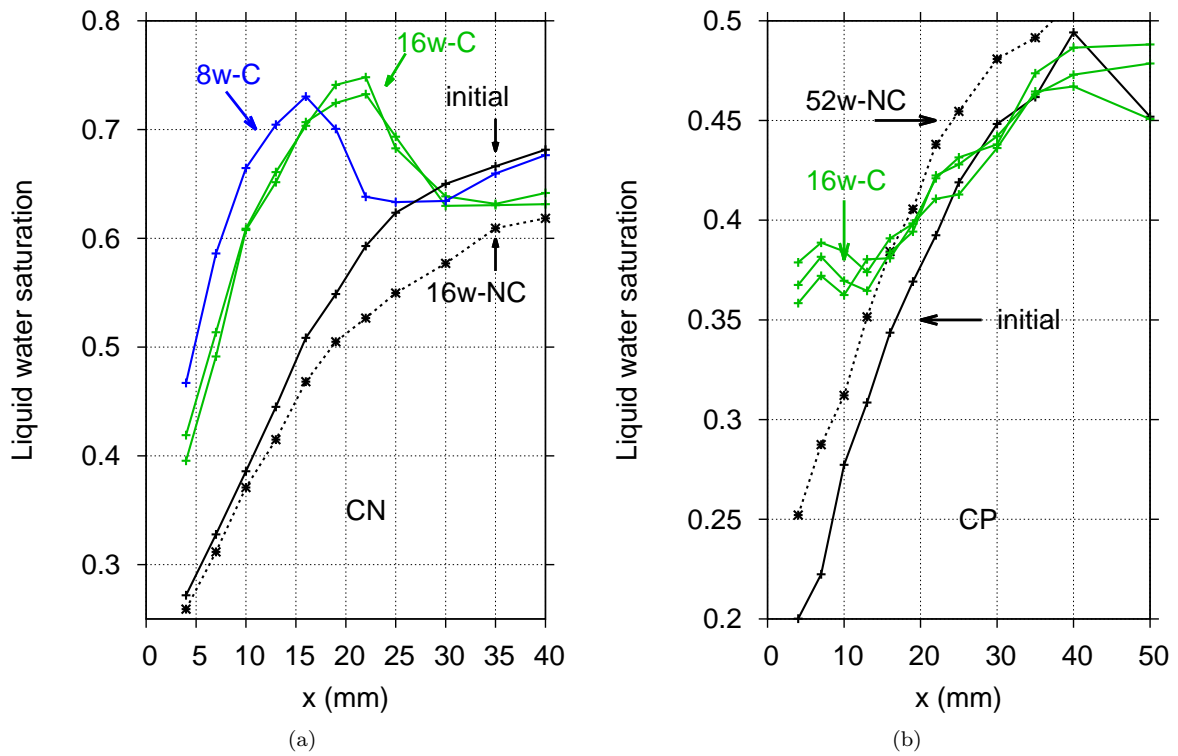 0.8
0.7
0.6
0.5
0.4
0.3
0
5
10
15
20
25
30
35
40
Liquid water saturation
x (mm)
8w-C
16w-C
initial
16w-NC
CN
(a)
0.5
0.45
0.4
0.35
0.3
0.25
0.2
0
10
20
30
40
50
Liquid water saturation
x (mm)
52w-NC
16w-C
initial
CP
(b)